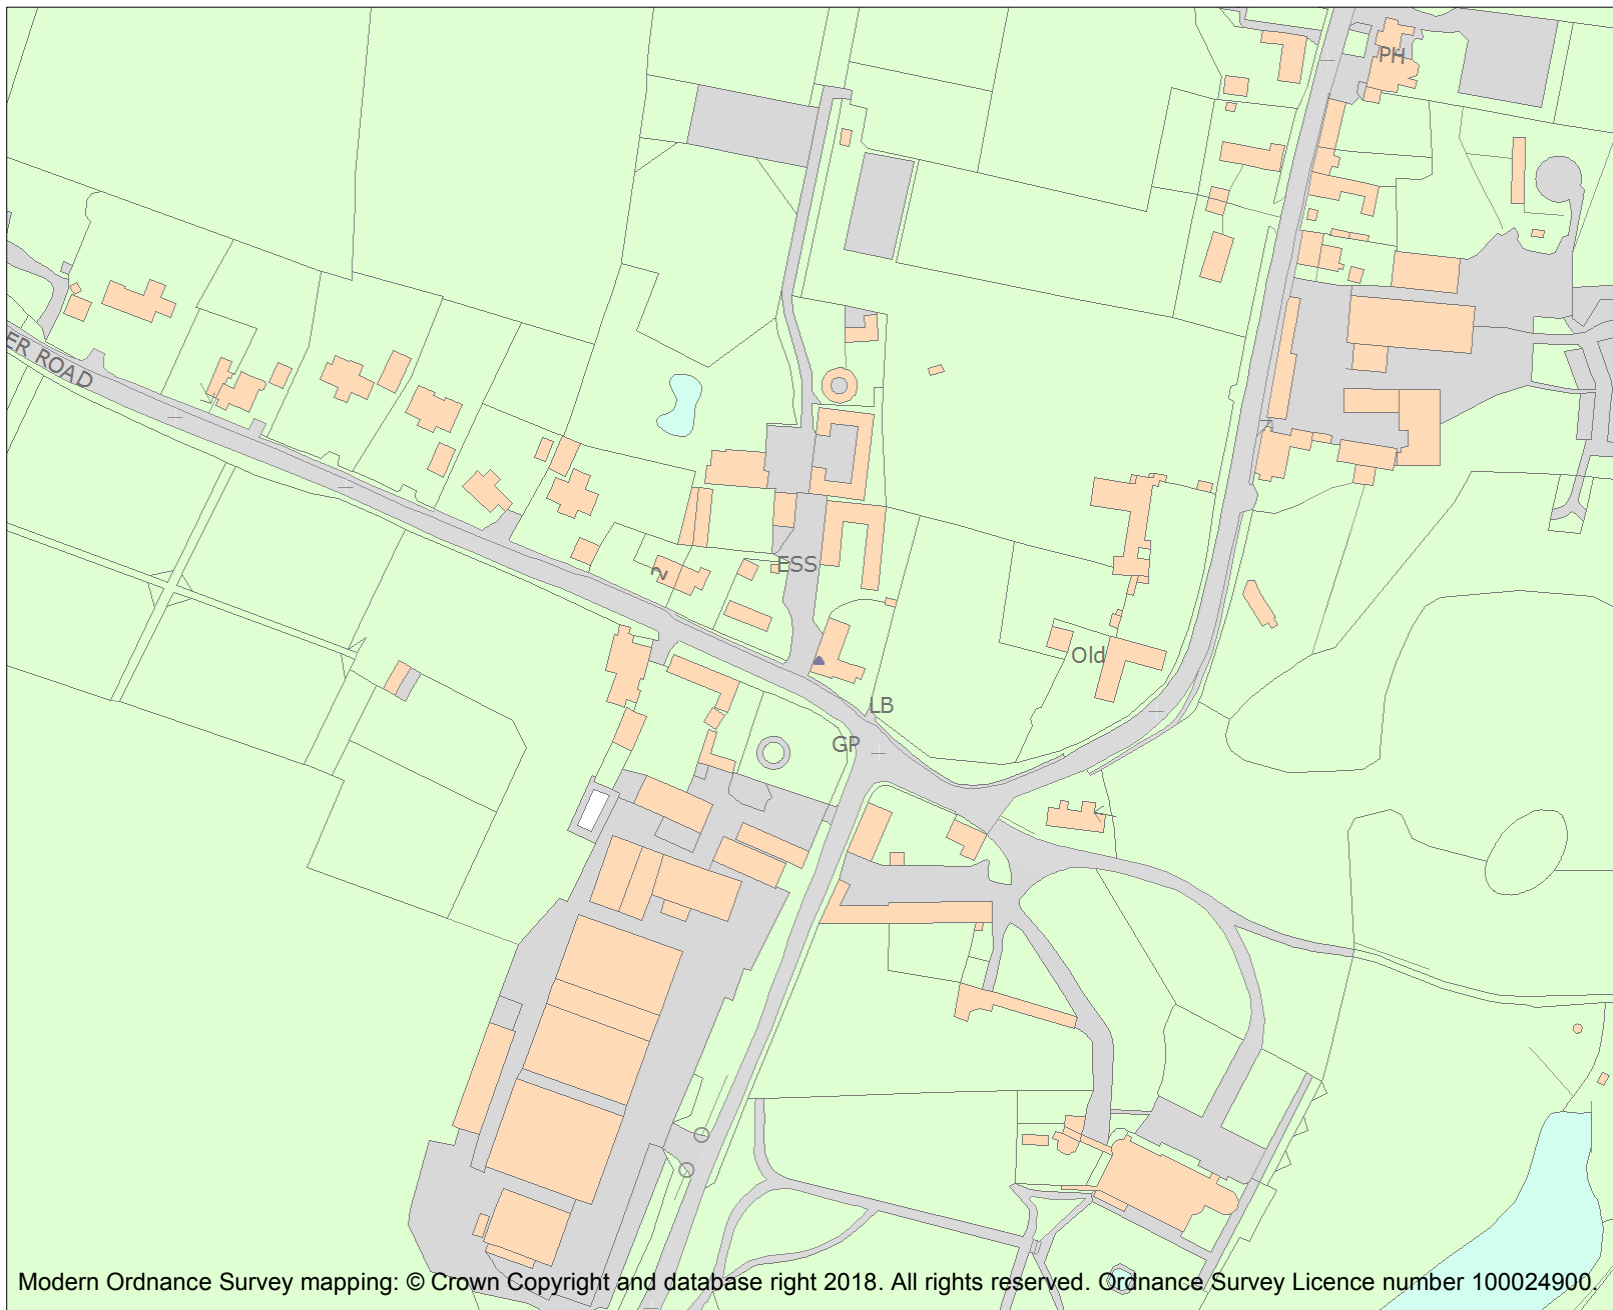 PH
ER ROAD
ESS
2
Old
LB
GP
Modern Ordnance Survey mapping: © Crown Copyright and database right 2018. All rights reserved. Ordnance Survey Licence number 100024900.